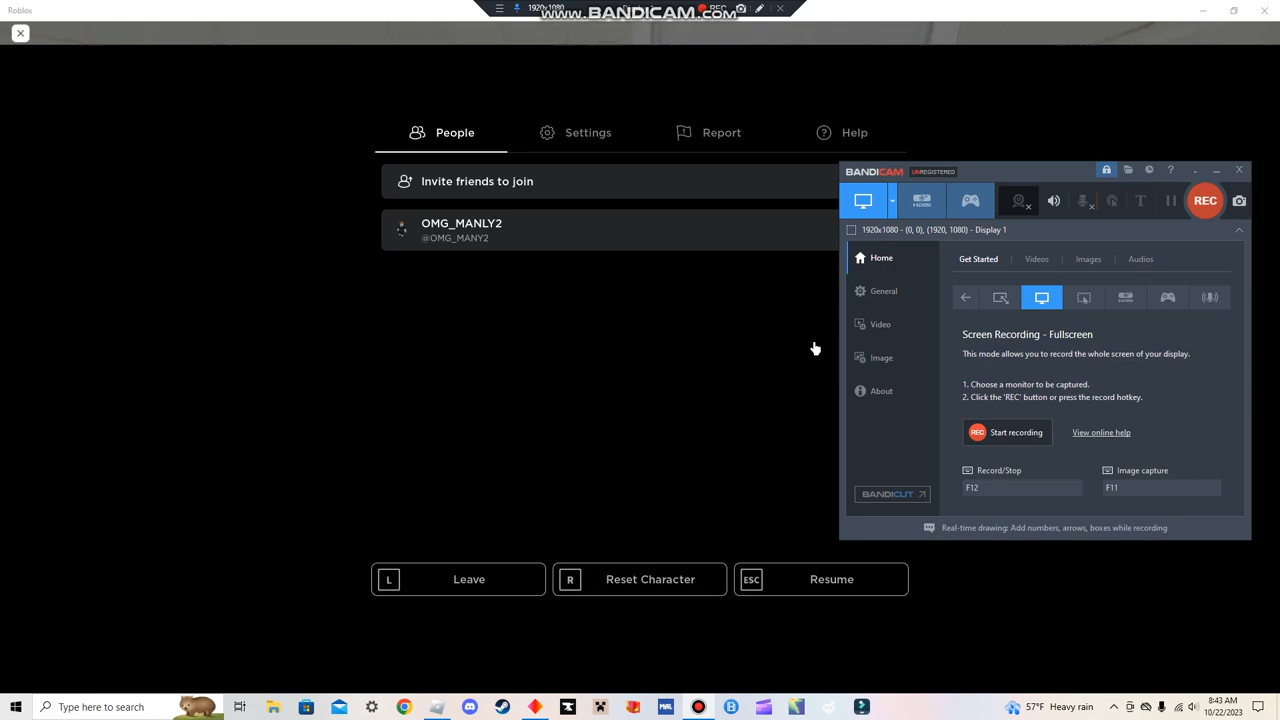 Roblox
1920x1080
REC
www.BANDICAM.com
People
Settings
Report
Help
Invite friends to join
OMG_MANLY2
@OMG_MANY2
BANDICAM
UNREGISTERED
HDMI
REC
1920x1080 - (0, 0), (1920, 1080) - Display 1
Home
General
Video
Image
About
BANDICUT
Get Started
Videos
Images
Audios
HDMI
Screen Recording - Fullscreen
This mode allows you to record the whole screen of your display.
1. Choose a monitor to be captured.
2. Click the 'REC' button or press the record hotkey.
REC Start recording
View online help
Record/Stop
Image capture
F12
F11
Real-time drawing: Add numbers, arrows, boxes while recording
L Leave
R Reset Character
ESC Resume
Type here to search
MAL
57°F Heavy rain
8:43 AM
10/22/2023